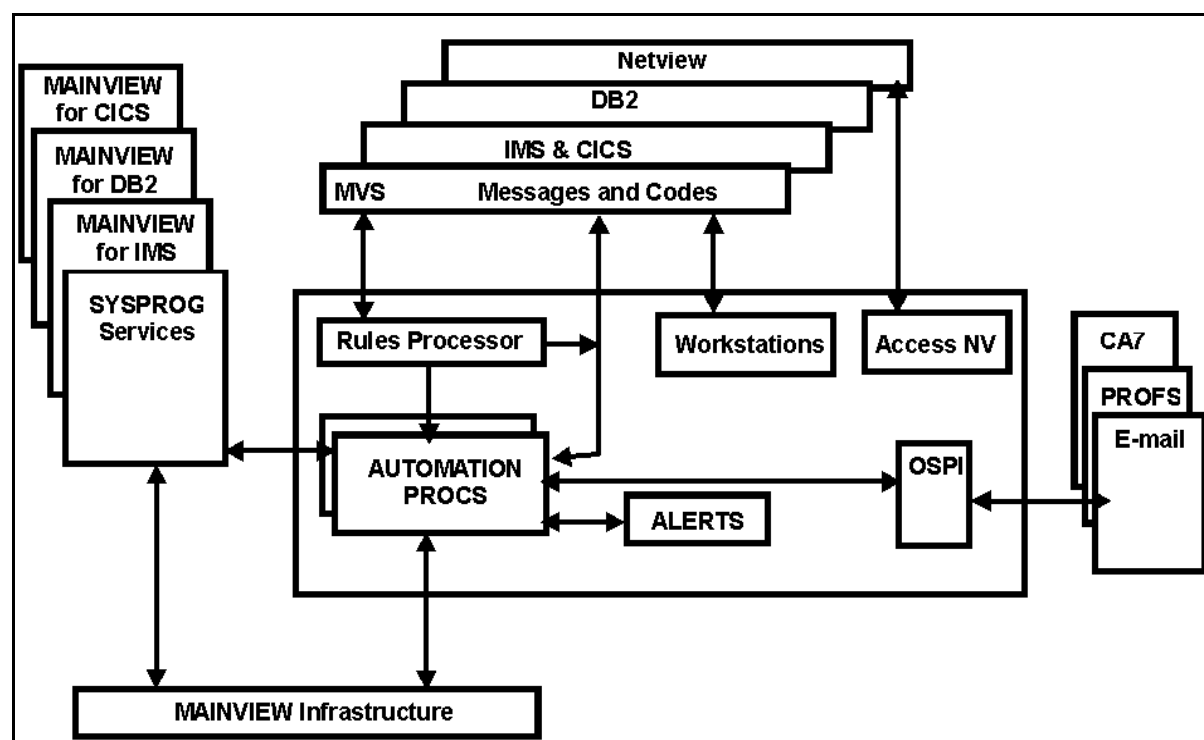 Netview
DB2
IMS & CICS
MVS Messages and Codes
MAINVIEW
for CICS
MAINVIEW
for DB2
MAINVIEW
for IMS
SYSPROG
Services
Rules Processor
Workstations
Access NV
CA7
PROFS
E-mail
AUTOMATION
PROCS
OSPI
ALERTS
MAINVIEW Infrastructure